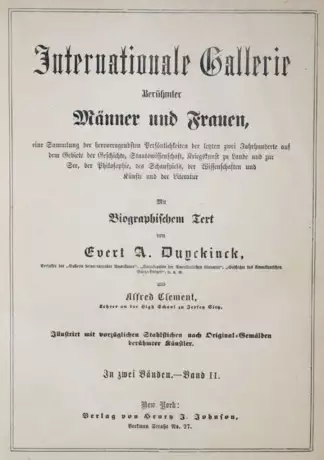 Internationale Gallerie
Berühmter
Männer und Frauen,
eine Sammlung der hervorragendsten Persönlichkeiten der letzten zwei Jahrhunderte auf
dem Gebiete der Geschichte, Staatswissenschaft, Kriegskunst zu Lande und zur
See, der Philosophie, des Schauspiels, der Wissenschaften und
Künste und der Literatur
Mit
Biographischem Text
von
Evert A. Duyckinck,
Verfasser der
und
Alfred Clement,
Lehrer an der High School zu Jersey City.
Illustrirt mit vorzüglichen Stahlstichen nach Original-Gemälden
berühmter Künstler.
In zwei Bänden.—Band II.
New York:
Verlag von Henry J. Johnson.
Beekman Straße No. 27.